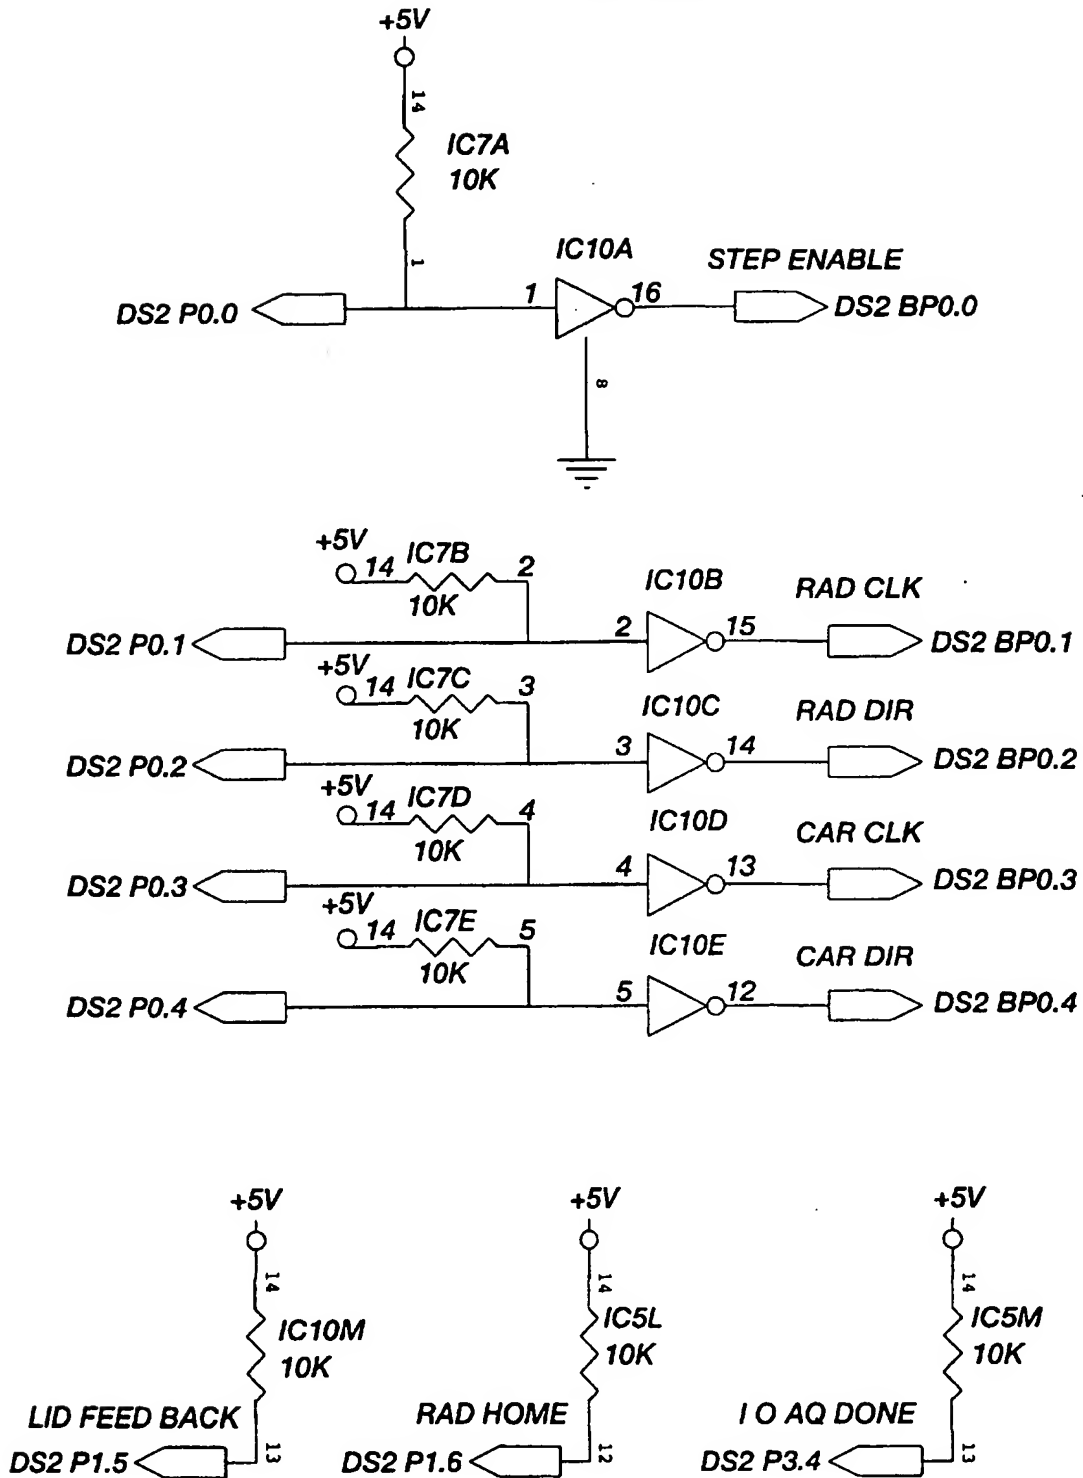 +5V
14
IC7A
10K
1
IC10A
STEP ENABLE
DS2 P0.0
1
16
DS2 BP0.0
8
+5V
14
IC7B
2
10K
IC10B
RAD CLK
DS2 P0.1
2
15
DS2 BP0.1
+5V
14
IC7C
3
10K
IC10C
RAD DIR
DS2 P0.2
3
14
DS2 BP0.2
+5V
14
IC7D
4
10K
IC10D
CAR CLK
DS2 P0.3
4
13
DS2 BP0.3
+5V
14
IC7E
5
10K
IC10E
CAR DIR
DS2 P0.4
5
12
DS2 BP0.4
+5V
14
IC10M
10K
LID FEED BACK
DS2 P1.5
13
+5V
14
IC5L
10K
RAD HOME
DS2 P1.6
12
+5V
14
IC5M
10K
I O AQ DONE
DS2 P3.4
13